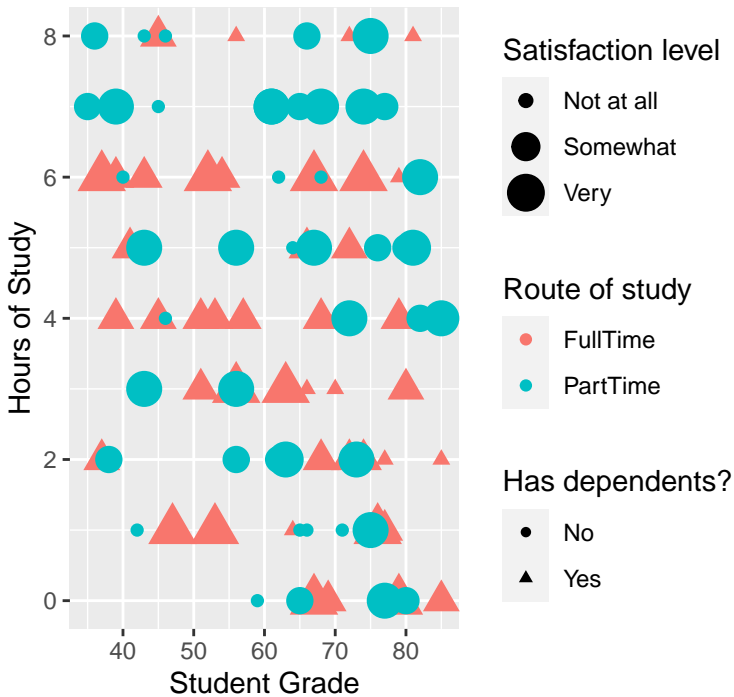 Hours of Study
8
6
4
2
0
40 50 60 70 80
Student Grade
Satisfaction level
Not at all
Somewhat
Very
Route of study
FullTime
PartTime
Has dependents?
No
Yes